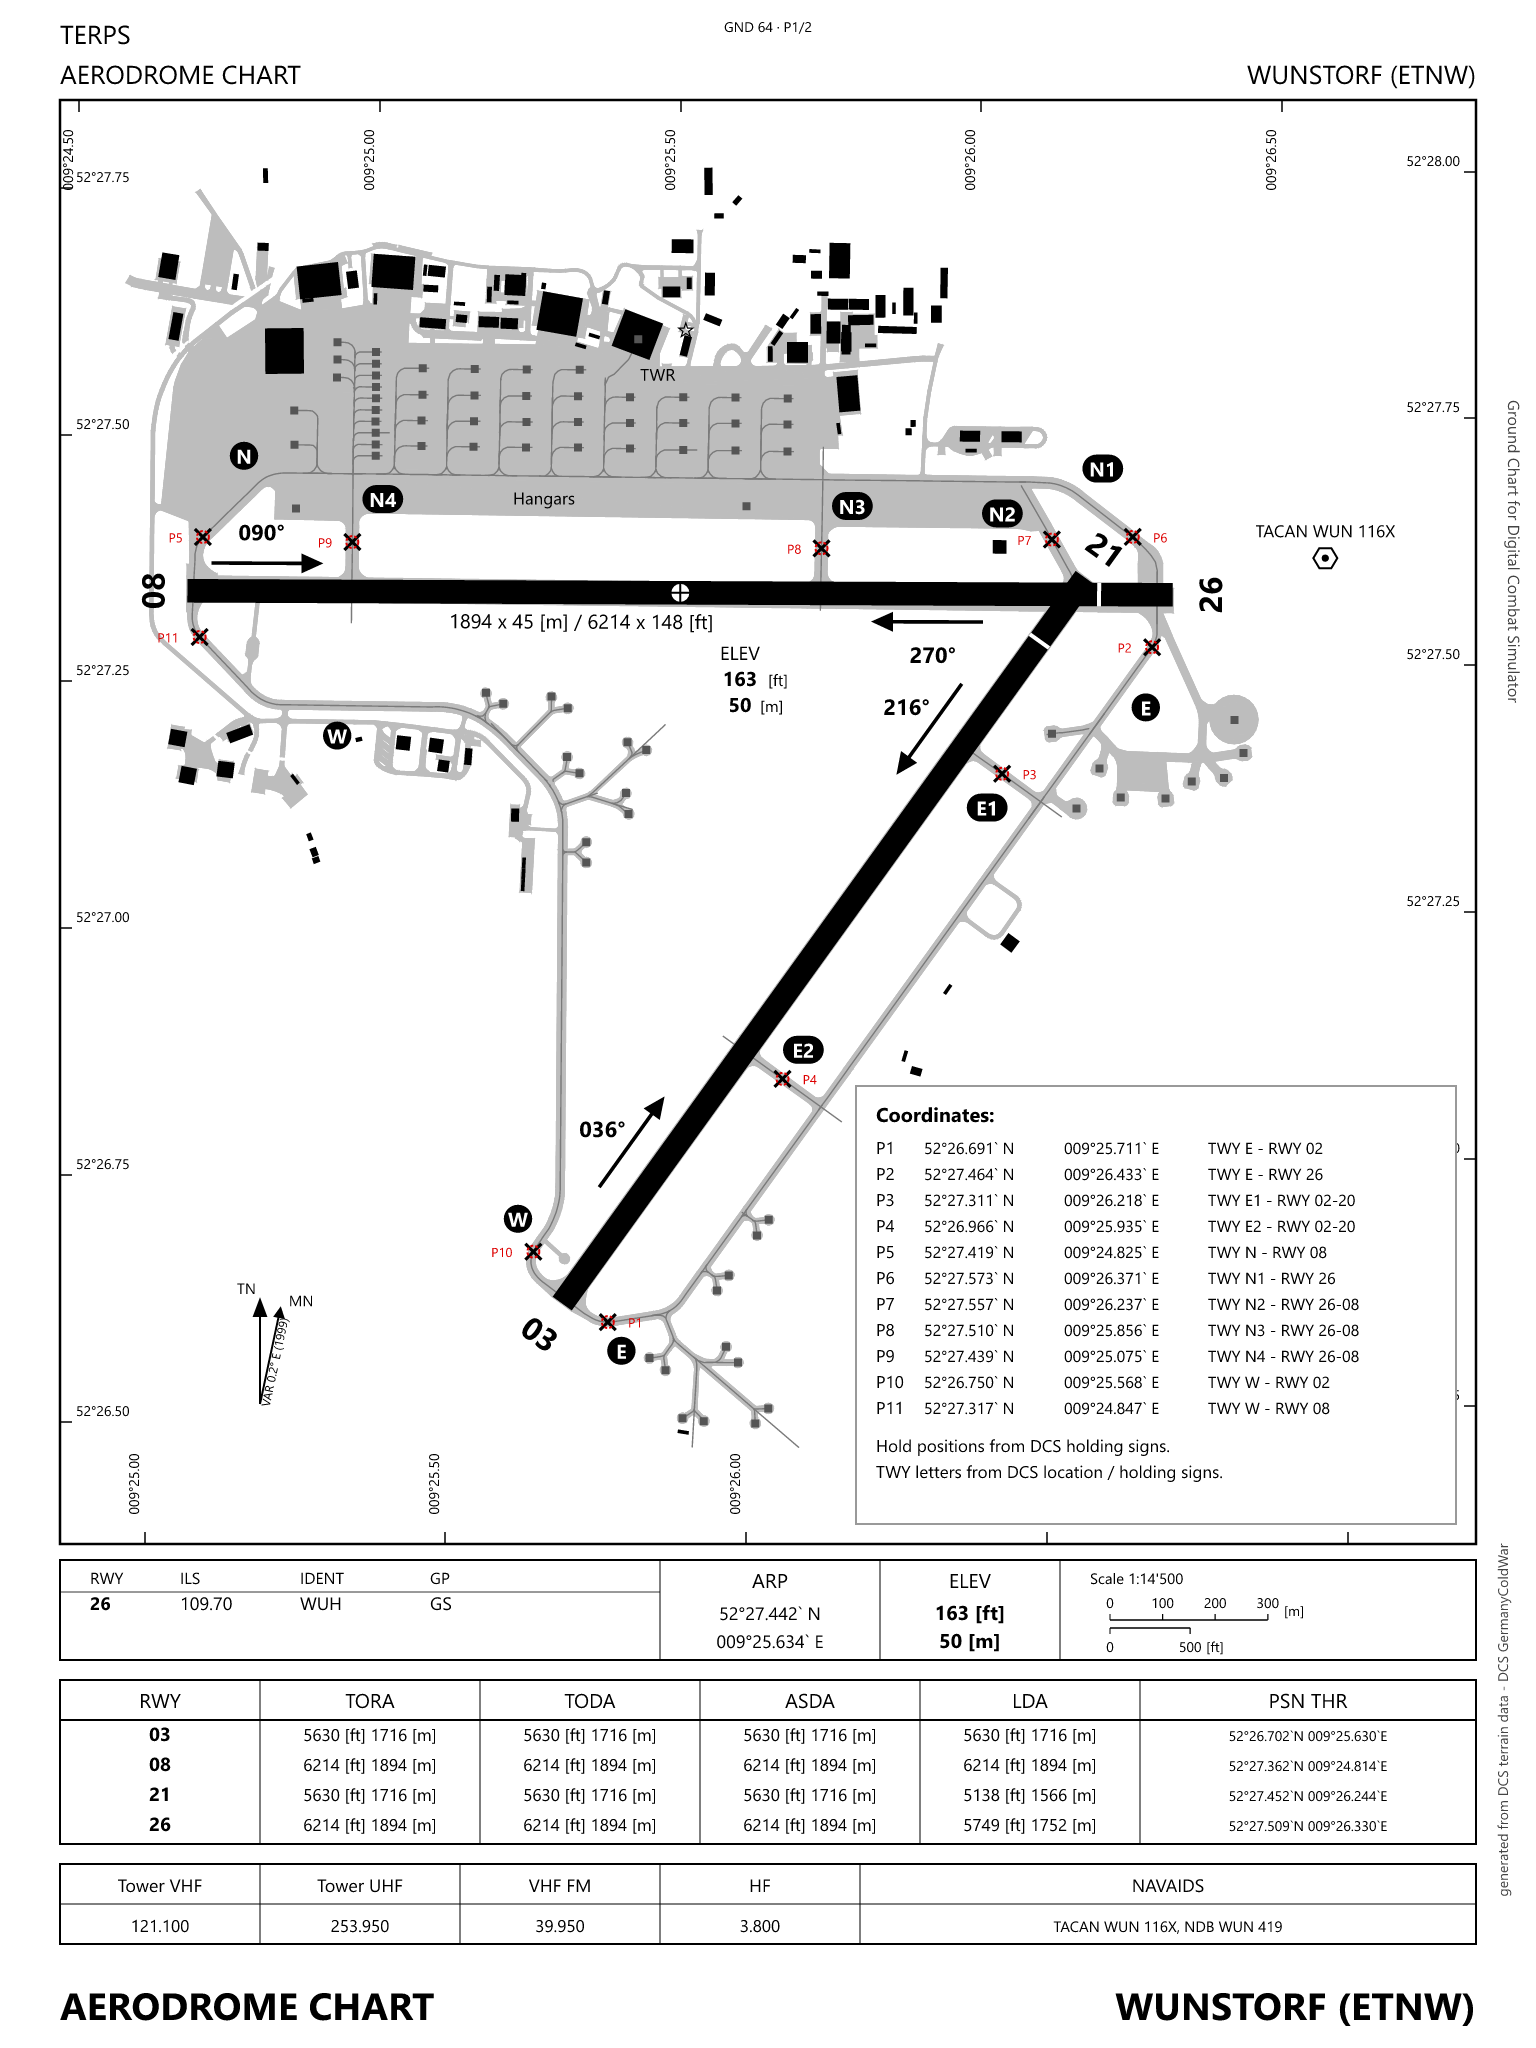 GND 64 · P1/2
TERPS
AERODROME CHART
WUNSTORF (ETNW)
009°24.50
009°25.00
009°25.50
009°26.00
009°26.50
52°27.75
52°28.00
TWR
52°27.50
52°27.75
N
N1
N4
Hangars
N3
N2
TACAN WUN 116X
P5
090°
P9
P8
P7
21
P6
08
26
1894 x 45 [m] / 6214 x 148 [ft]
P11
ELEV
163 [ft]
50 [m]
270°
P2
52°27.25
52°27.50
216°
E
W
P3
E1
52°27.00
52°27.25
E2
P4
036°
52°26.75
W
P10
03
P1
E
TN
MN
VAR 0.2° E (1999)
52°26.50
009°25.00
009°25.50
009°26.00
Coordinates:
P1 52°26.691` N 009°25.711` E TWY E - RWY 02
P2 52°27.464` N 009°26.433` E TWY E - RWY 26
P3 52°27.311` N 009°26.218` E TWY E1 - RWY 02-20
P4 52°26.966` N 009°25.935` E TWY E2 - RWY 02-20
P5 52°27.419` N 009°24.825` E TWY N - RWY 08
P6 52°27.573` N 009°26.371` E TWY N1 - RWY 26
P7 52°27.557` N 009°26.237` E TWY N2 - RWY 26-08
P8 52°27.510` N 009°25.856` E TWY N3 - RWY 26-08
P9 52°27.439` N 009°25.075` E TWY N4 - RWY 26-08
P10 52°26.750` N 009°25.568` E TWY W - RWY 02
P11 52°27.317` N 009°24.847` E TWY W - RWY 08
Hold positions from DCS holding signs.
TWY letters from DCS location / holding signs.
Ground Chart for Digital Combat Simulator
RWY ILS IDENT GP
26 109.70 WUH GS
ARP
52°27.442` N
009°25.634` E
ELEV
163 [ft]
50 [m]
Scale 1:14'500
0 100 200 300 [m]
0 500 [ft]
RWY TORA TODA ASDA LDA PSN THR
03 5630 [ft] 1716 [m] 5630 [ft] 1716 [m] 5630 [ft] 1716 [m] 5630 [ft] 1716 [m] 52°26.702`N 009°25.630`E
08 6214 [ft] 1894 [m] 6214 [ft] 1894 [m] 6214 [ft] 1894 [m] 6214 [ft] 1894 [m] 52°27.362`N 009°24.814`E
21 5630 [ft] 1716 [m] 5630 [ft] 1716 [m] 5630 [ft] 1716 [m] 5138 [ft] 1566 [m] 52°27.452`N 009°26.244`E
26 6214 [ft] 1894 [m] 6214 [ft] 1894 [m] 6214 [ft] 1894 [m] 5749 [ft] 1752 [m] 52°27.509`N 009°26.330`E
generated from DCS terrain data - DCS GermanyColdWar
Tower VHF Tower UHF VHF FM HF NAVAIDS
121.100 253.950 39.950 3.800 TACAN WUN 116X, NDB WUN 419
AERODROME CHART
WUNSTORF (ETNW)